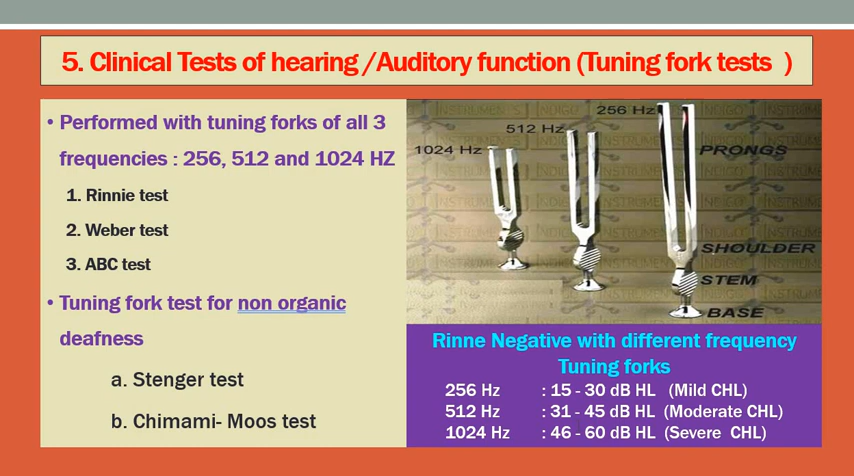 5. Clinical Tests of hearing /Auditory function (Tuning fork tests )
• Performed with tuning forks of all 3
frequencies : 256, 512 and 1024 HZ
1. Rinnie test
2. Weber test
3. ABC test
• Tuning fork test for non organic
deafness
a. Stenger test
b. Chimami- Moos test
256 Hz
512 Hz
1024 Hz
PRONGS
SHOULDER
STEM
BASE
Rinne Negative with different frequency
Tuning forks
256 Hz : 15 - 30 dB HL (Mild CHL)
512 Hz : 31 - 45 dB HL (Moderate CHL)
1024 Hz : 46 - 60 dB HL (Severe CHL)